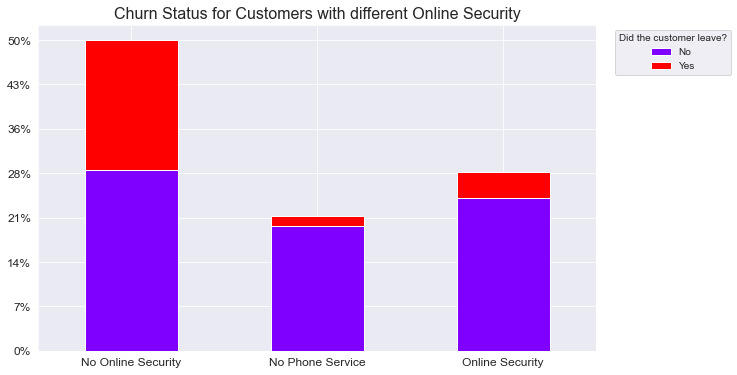 Churn Status for Customers with different Online Security
Did the customer leave?
No
Yes
50%
43%
36%
28%
21%
14%
7%
0%
No Online Security
No Phone Service
Online Security